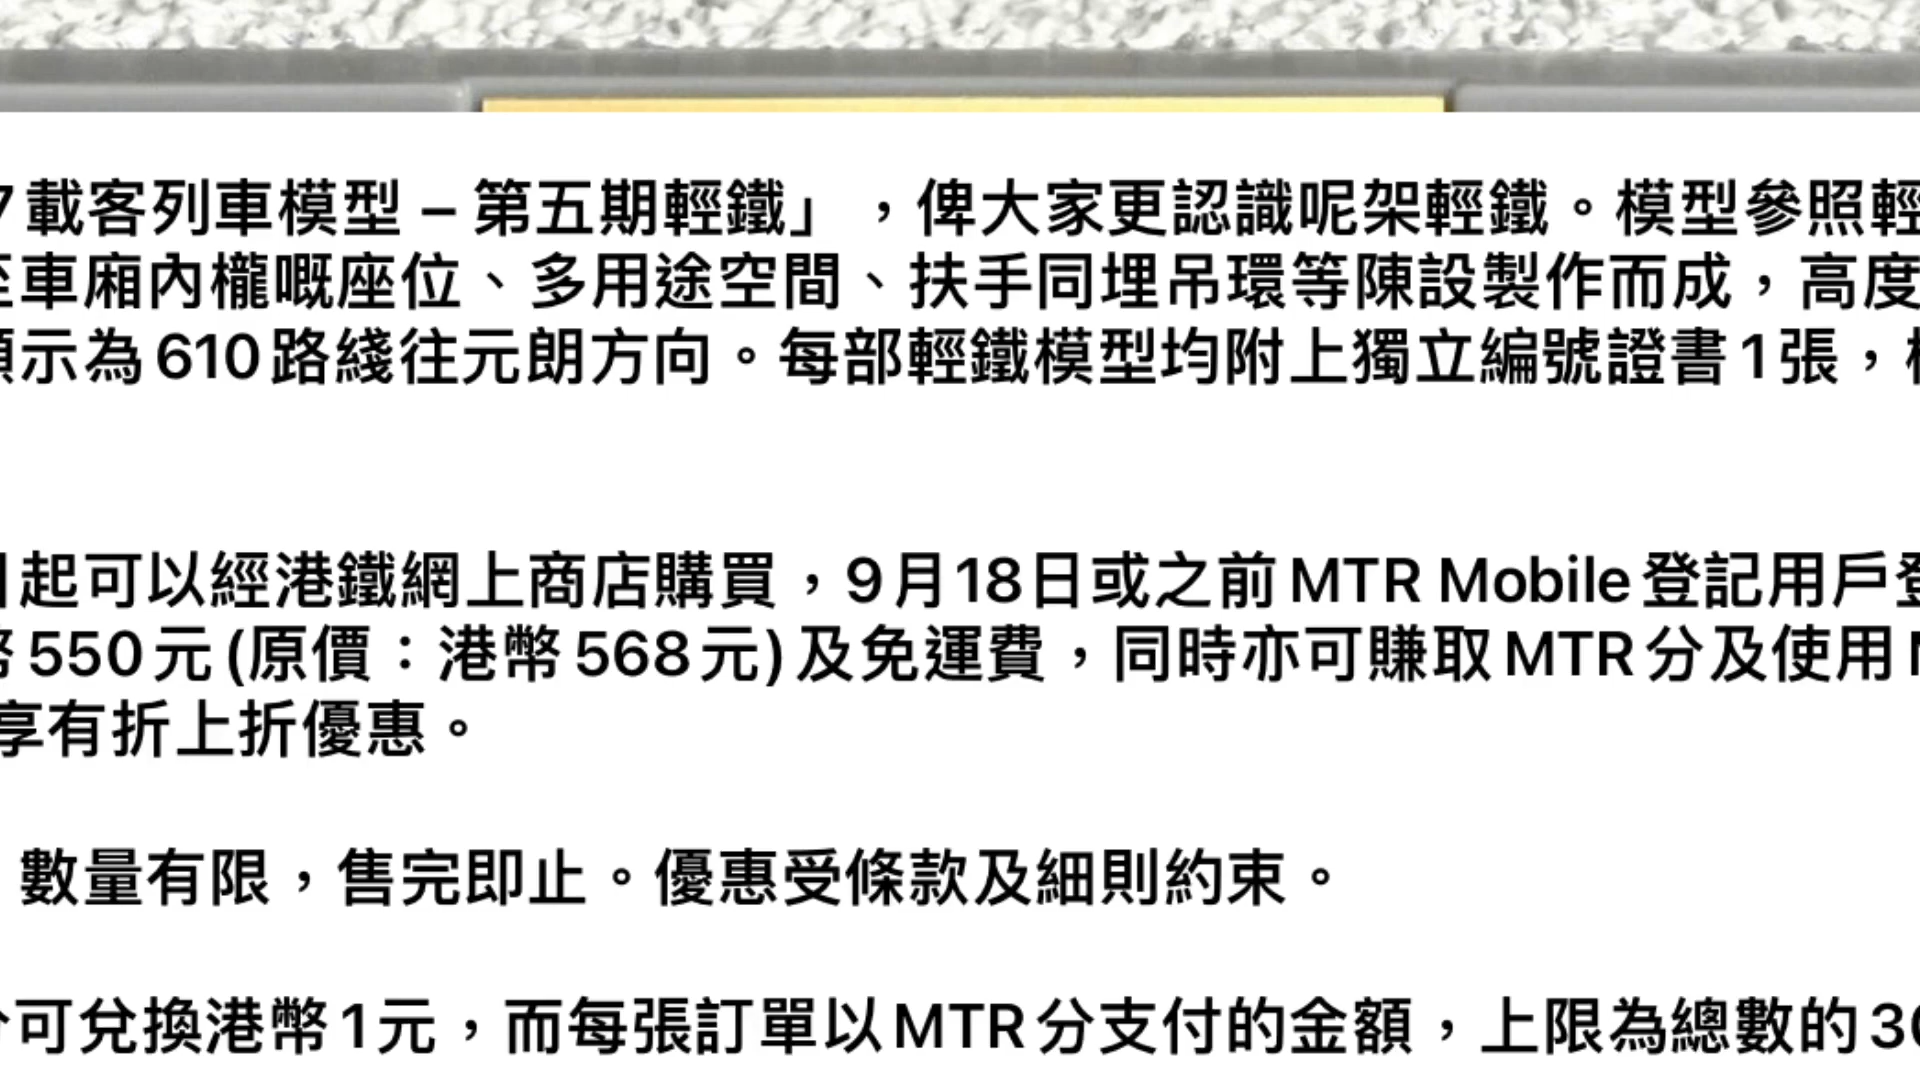 7載客列車模型 – 第五期輕鐵」，俾大家更認識呢架輕鐵。模型參照輕
至車廂內櫳嘅座位、多用途空間、扶手同埋吊環等陳設製作而成，高度
顯示為610路綫往元朗方向。每部輕鐵模型均附上獨立編號證書1張，
起可以經港鐵網上商店購買，9月18日或之前MTR Mobile登記用戶登
幣550元(原價：港幣568元)及免運費，同時亦可賺取MTR分及使用
享有折上折優惠。
數量有限，售完即止。優惠受條款及細則約束。
可兌換港幣1元，而每張訂單以MTR分支付的金額，上限為總數的3